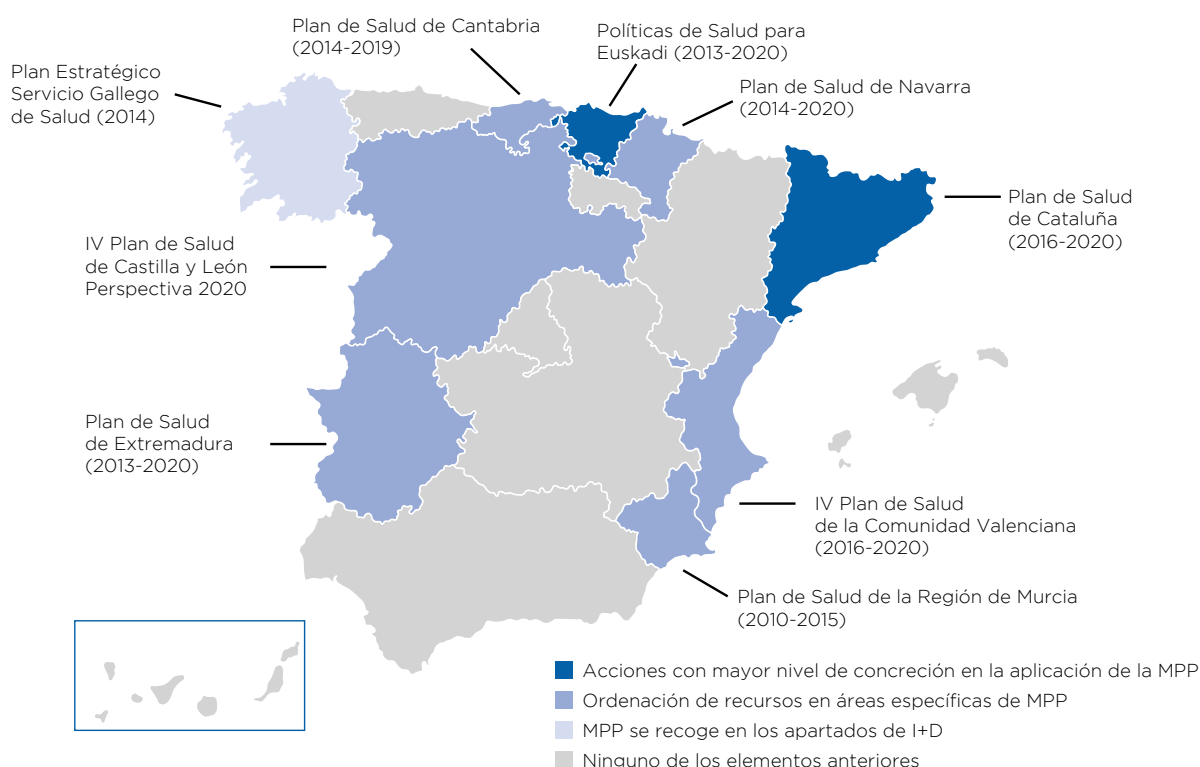 Plan de Salud de Cantabria
(2014-2019)
Políticas de Salud para
Euskadi (2013-2020)
Plan Estratégico
Servicio Gallego
de Salud (2014)
Plan de Salud de Navarra
(2014-2020)
Plan de Salud
de Cataluña
(2016-2020)
IV Plan de Salud
de Castilla y León
Perspectiva 2020
Plan de Salud
de Extremadura
(2013-2020)
IV Plan de Salud
de la Comunidad Valenciana
(2016-2020)
Plan de Salud de la Región de Murcia
(2010-2015)
Acciones con mayor nivel de concreción en la aplicación de la MPP
Ordenación de recursos en áreas específicas de MPP
MPP se recoge en los apartados de I+D
Ninguno de los elementos anteriores